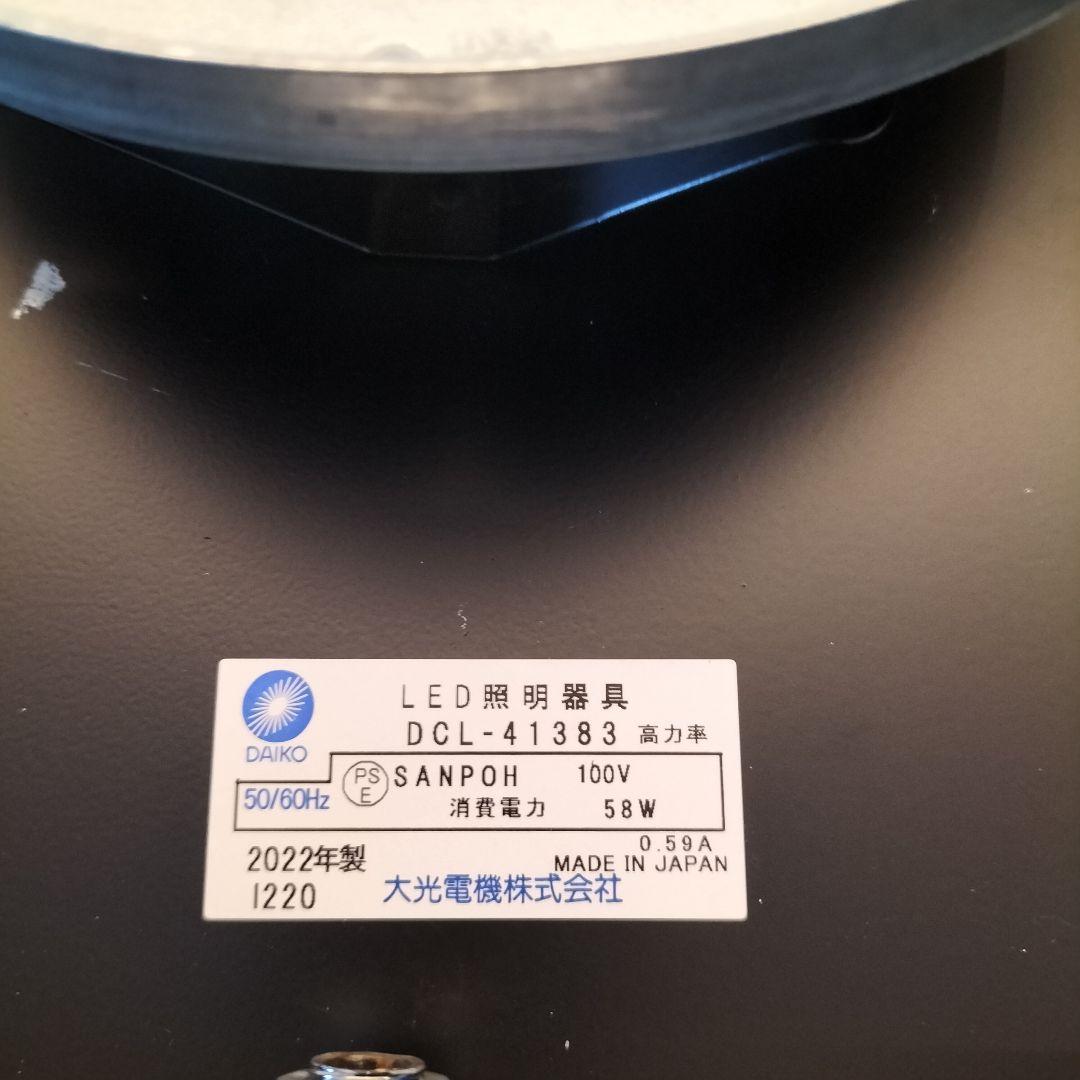 LED照明器具
DAIKO
DCL-41383 高力率
PSE SANPOH 100V
50/60Hz
消費電力 58W
0.59A
2022年製
MADE IN JAPAN
I220
大光電機株式会社